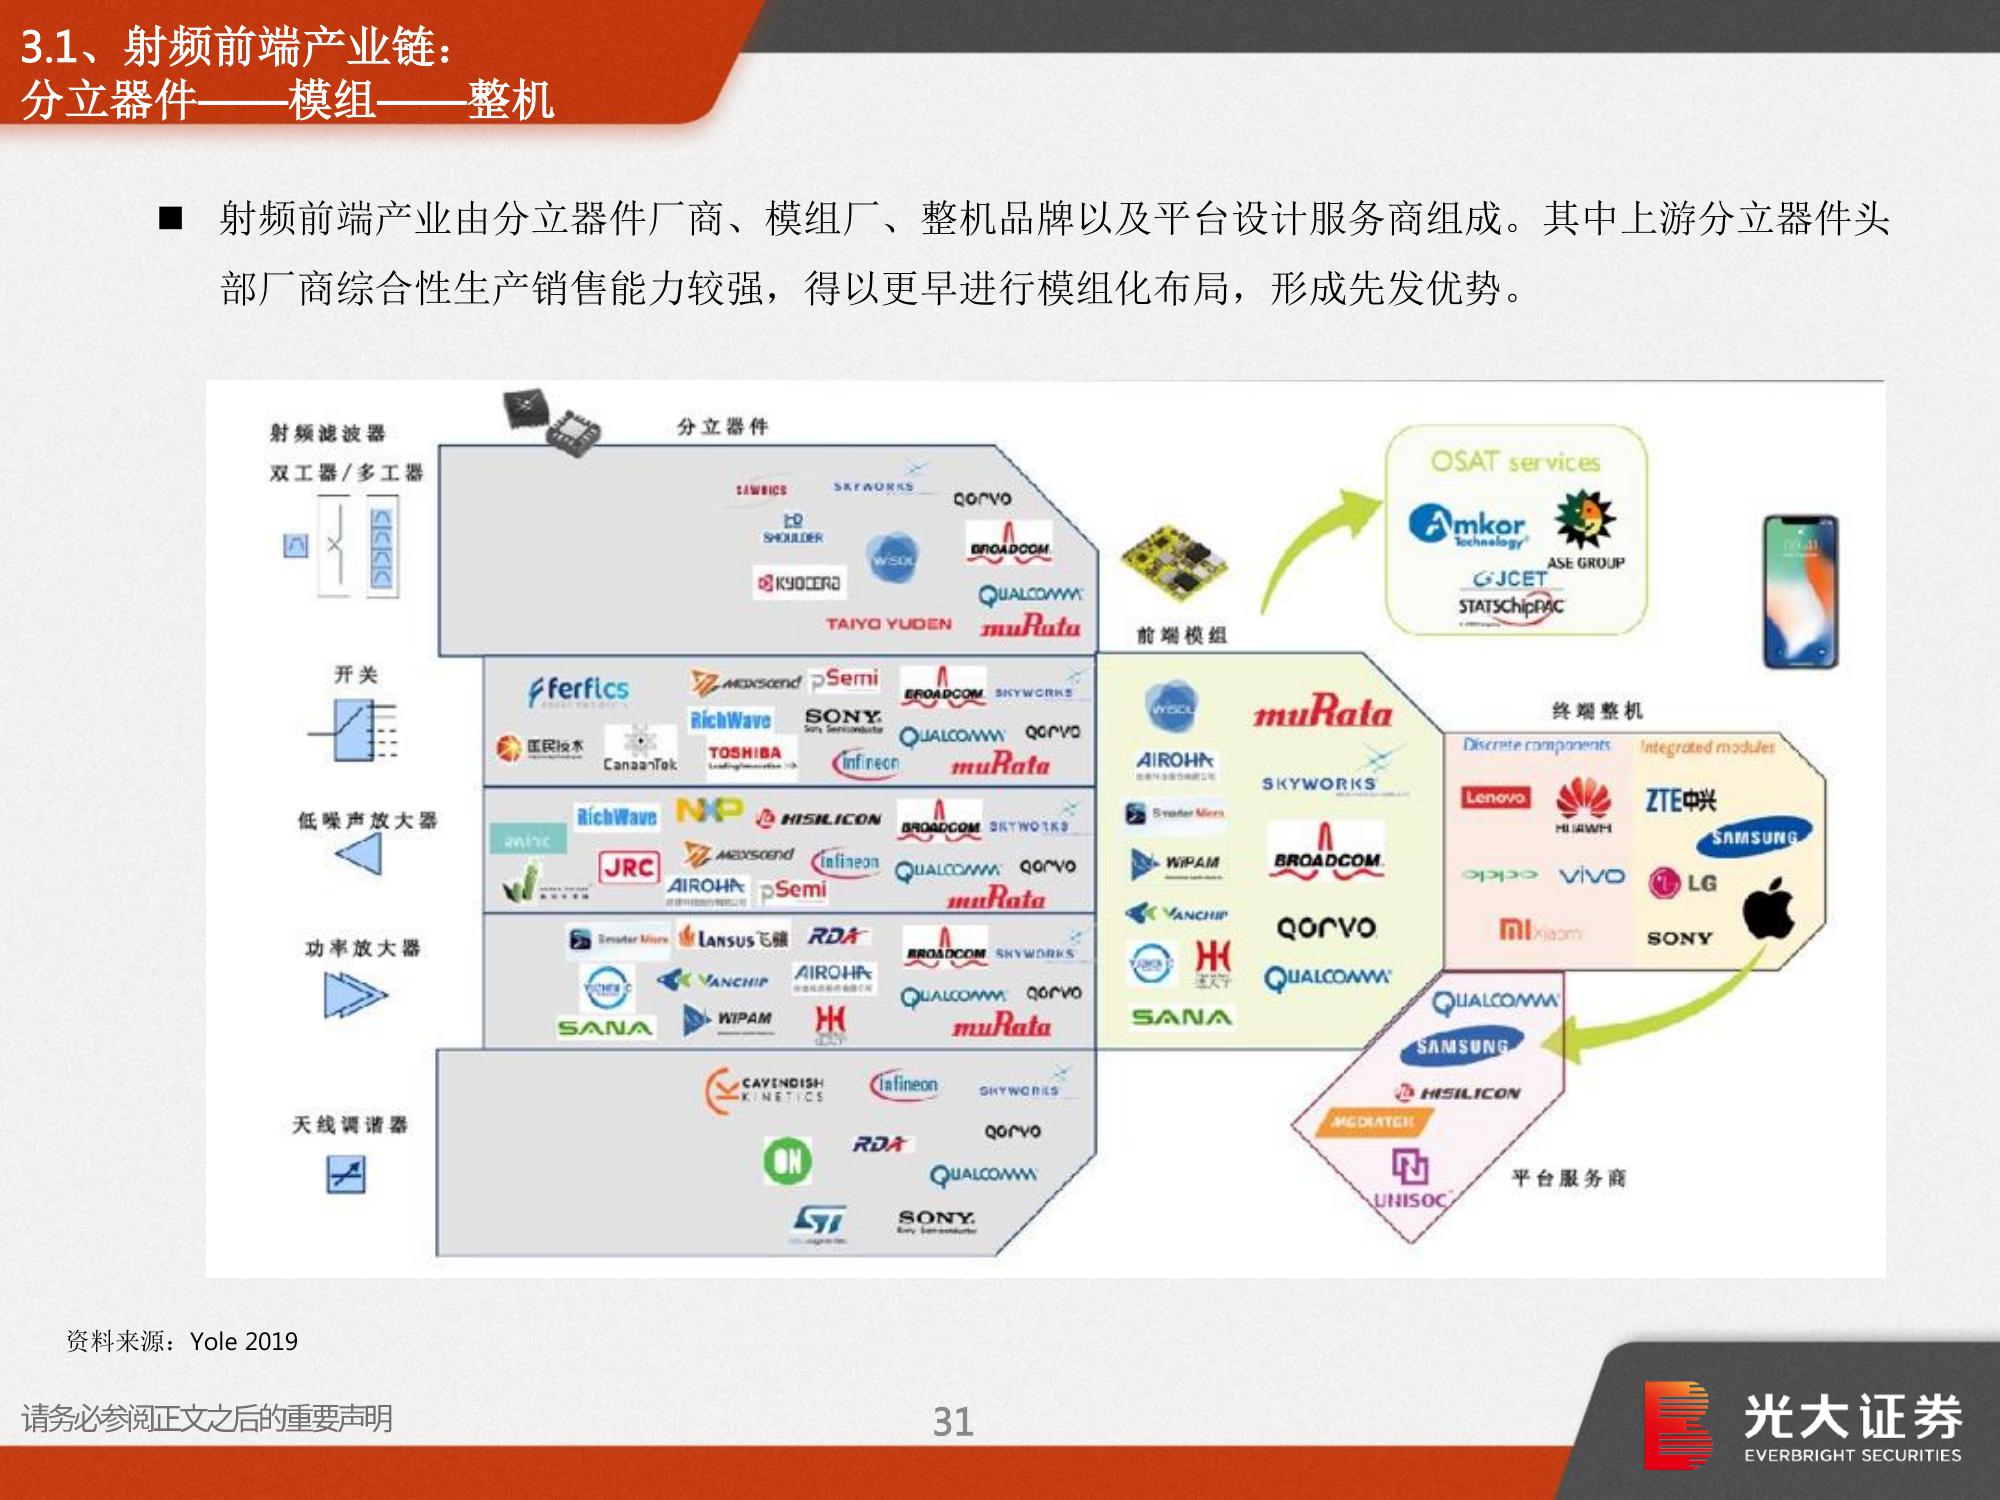 3.1、射频前端产业链：
分立器件——模组——整机
■ 射频前端产业由分立器件厂商、模组厂、整机品牌以及平台设计服务商组成。其中上游分立器件头
部厂商综合性生产销售能力较强，得以更早进行模组化布局，形成先发优势。
射频滤波器
双工器/多工器
分立器件
SAWNICS
SKYWORKS
QORVO
SHOULDER
WISOL
BROADCOM
KYOCERA
QUALCOMM
TAIYO YUDEN
muRata
开关
ferfics
Maxscend
pSemi
BROADCOM
SKYWORKS
RichWave
SONY
Sony Semiconductor
QUALCOMM
QORVO
国民技术
CanaanTek
TOSHIBA
Leading Innovation >>
infineon
muRata
低噪声放大器
RichWave
NXP
HISILICON
BROADCOM
SKYWORKS
JRC
Maxscend
infineon
QUALCOMM
QORVO
AIROHA
pSemi
muRata
功率放大器
Smarter Micro
LANSUS飞骧
RDA
BROADCOM
SKYWORKS
VANCHIP
AIROHA
QUALCOMM
QORVO
SANA
WiPAM
muRata
天线调谐器
CAVENDISH
KINETICS
infineon
SKYWORKS
QORVO
ON
RDA
QUALCOMM
ST
SONY
Sony Semiconductor
前端模组
WISOL
muRata
AIROHA
SKYWORKS
Smarter Micro
WiPAM
BROADCOM
VANCHIP
QORVO
QUALCOMM
SANA
OSAT services
Amkor
Technology
ASE GROUP
JCET
STATSChipPAC
09:41
终端整机
Discrete components
Integrated modules
Lenovo
HUAWEI
ZTE中兴
SAMSUNG
oppo
vivo
LG
MI Xiaomi
SONY
QUALCOMM
SAMSUNG
HISILICON
MEDIATEK
UNISOC
平台服务商
资料来源：Yole 2019
请务必参阅正文之后的重要声明
31
光大证券
EVERBRIGHT SECURITIES